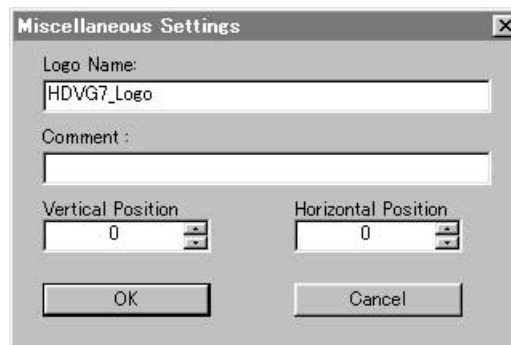 Miscellaneous Settings
Logo Name:
HDVG7_Logo
Comment :
Vertical Position Horizontal Position
0 0
OK Cancel